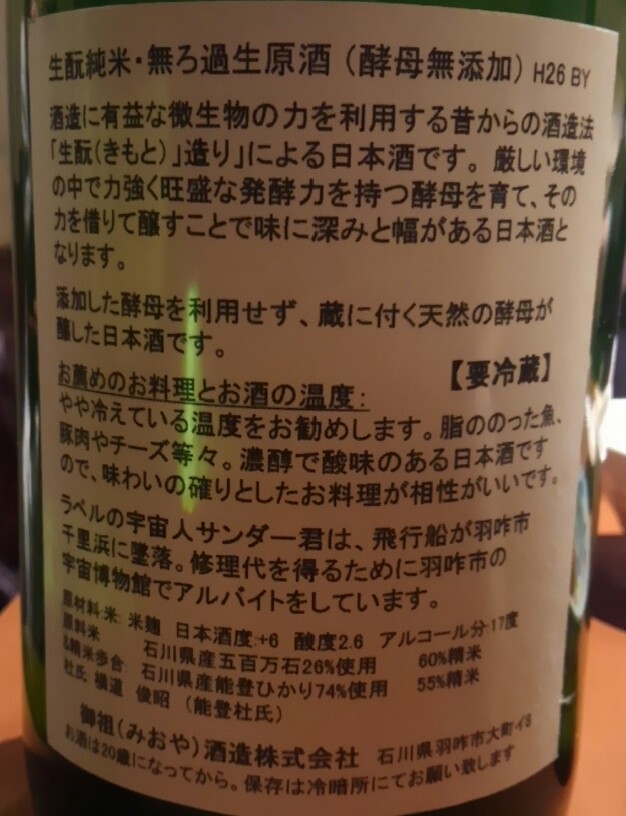 生酛純米・無ろ過生原酒（酵母無添加）H26 BY
酒造に有益な微生物の力を利用する昔からの酒造法
「生酛(きもと)」造り」による日本酒です。厳しい環境
の中で力強く旺盛な発酵力を持つ酵母を育て、その
力を借りて醸すことで味に深みと幅がある日本酒と
なります。
添加した酵母を利用せず、蔵に付く天然の酵母が
醸した日本酒です。
【要冷蔵】
お薦めのお料理とお酒の温度：
やや冷えている温度をお勧めします。脂ののった魚、
豚肉やチーズ等々。濃醇で酸味のある日本酒です
ので、味わいの確りとしたお料理が相性がいいです。
ラベルの宇宙人サンダー君は、飛行船が羽咋市
千里浜に墜落。修理代を得るために羽咋市の
宇宙博物館でアルバイトをしています。
原材料:米、米麹 日本酒度:+6 酸度2.6 アルコール分:17度
原料米 石川県産五百万石26%使用 60%精米
&精米歩合: 石川県産能登ひかり74%使用 55%精米
杜氏 横道 俊昭 （能登杜氏）
御祖(みおや)酒造株式会社 石川県羽咋市大町イ8
お酒は20歳になってから。保存は冷暗所にてお願い致します